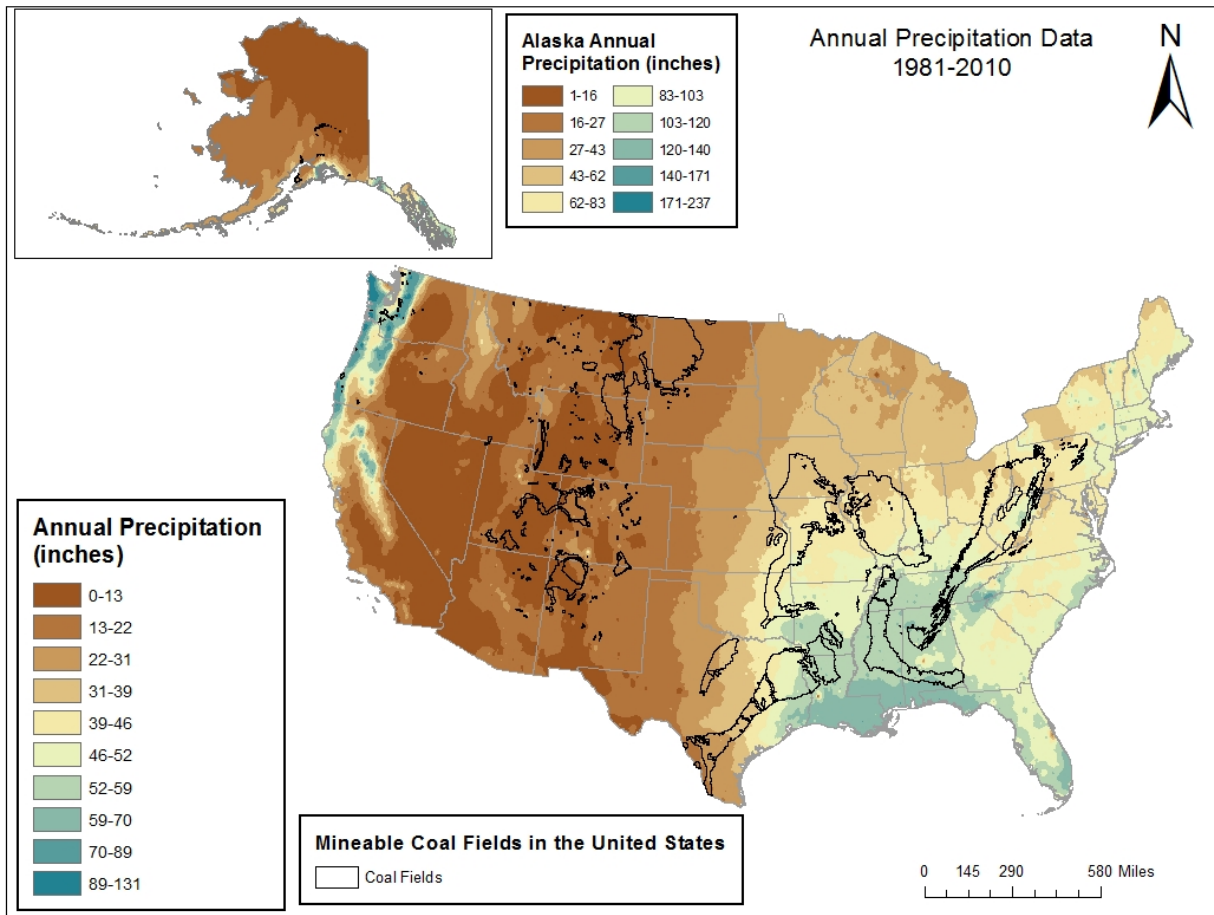 Alaska Annual
Precipitation (inches)
1-16
83-103
16-27
103-120
27-43
120-140
43-62
140-171
62-83
171-237
Annual Precipitation Data
1981-2010
N
Annual Precipitation
(inches)
0-13
13-22
22-31
31-39
39-46
46-52
52-59
59-70
70-89
89-131
Mineable Coal Fields in the United States
Coal Fields
0 145 290 580 Miles